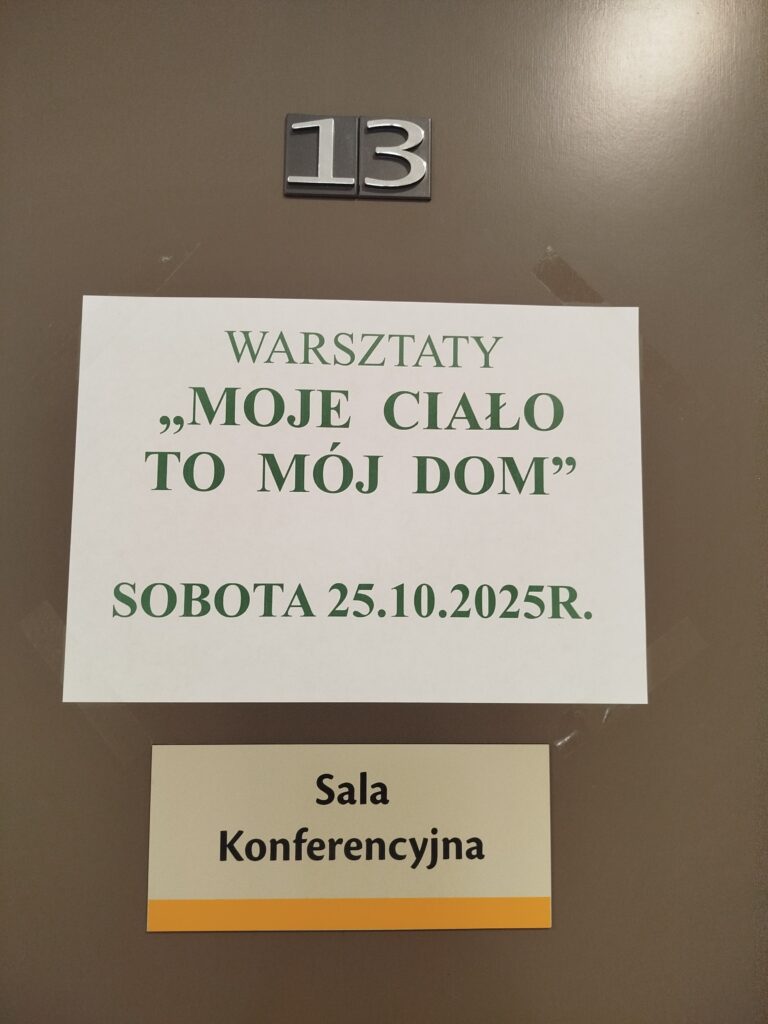 13
WARSZTATY
„MOJE CIAŁO
TO MÓJ DOM”
SOBOTA 25.10.2025R.
Sala
Konferencyjna